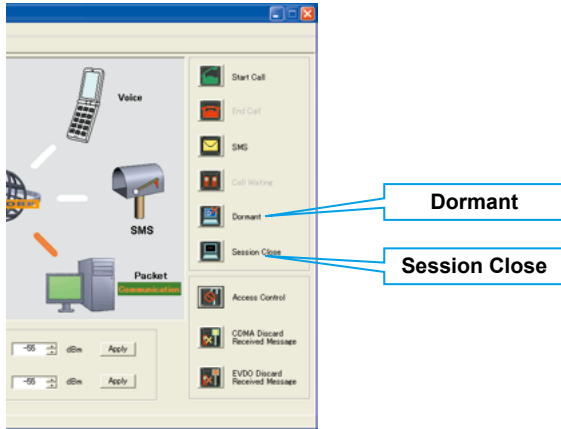 Voice
SMS
Packet
Communication
-55 dBm Apply
-55 dBm Apply
Start Call
End Call
SMS
Call Waiting
Dormant
Session Close
Access Control
CDMA Discard
Received Message
EVDO Discard
Received Message
Dormant
Session Close